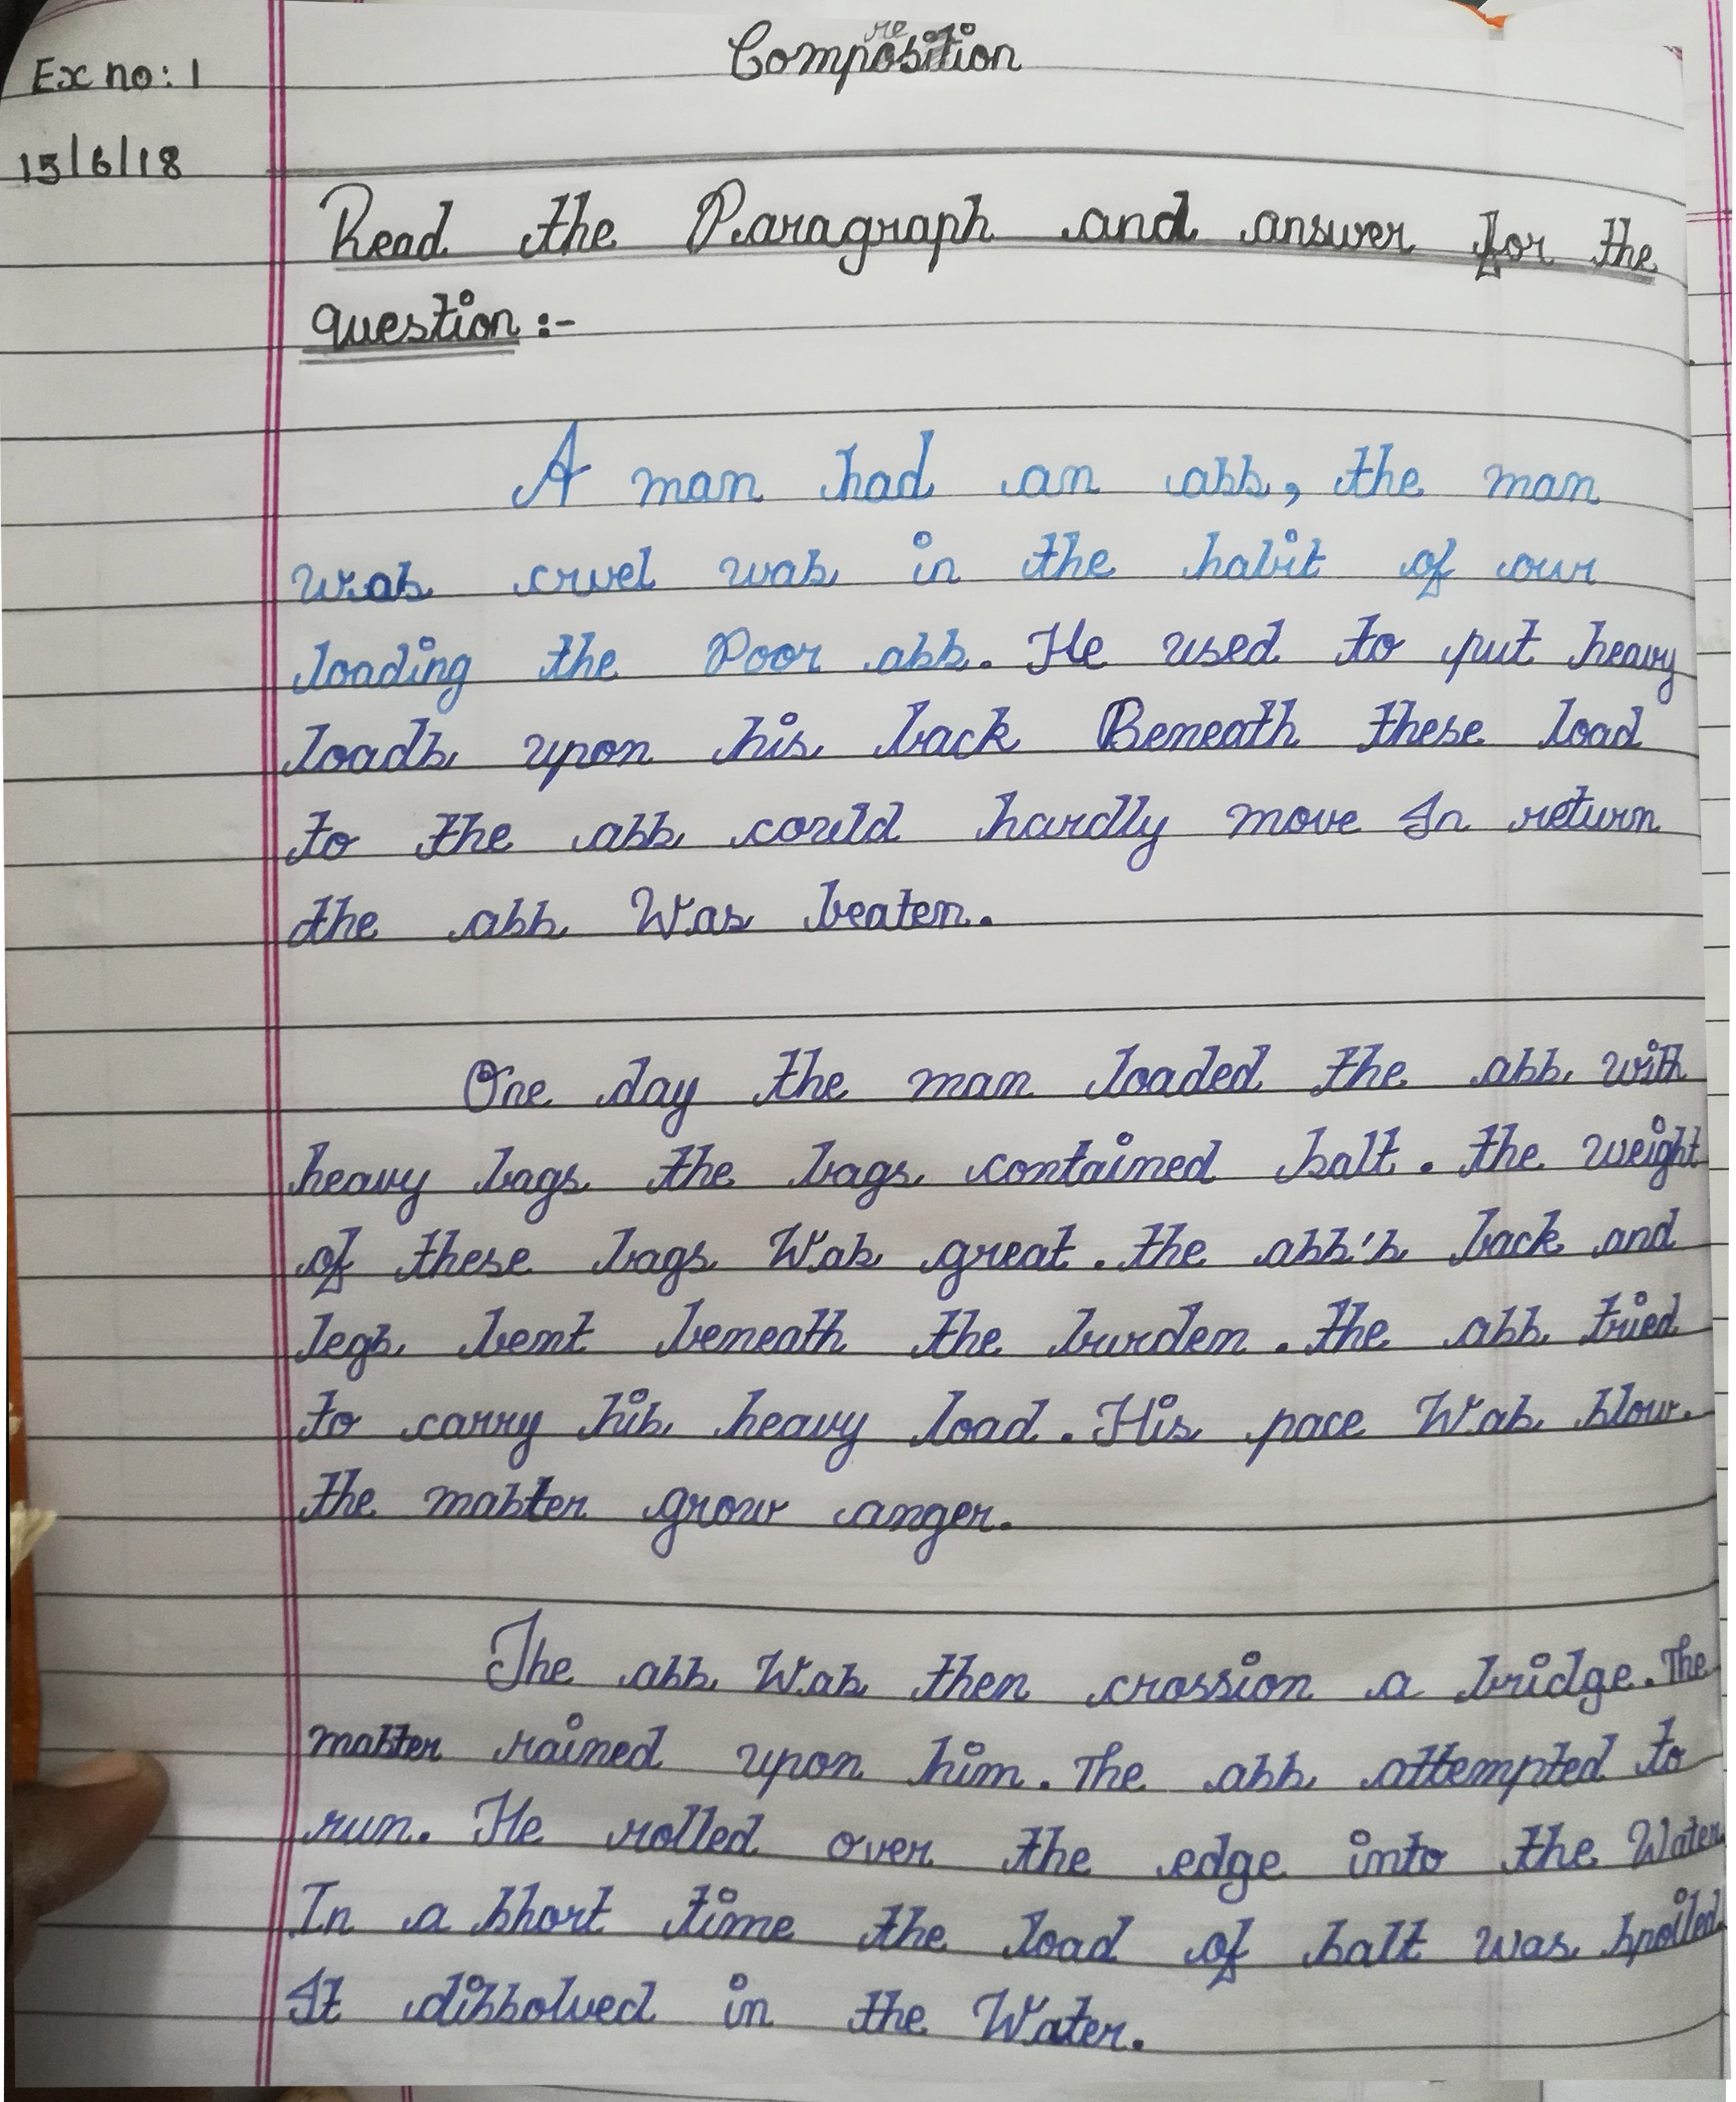 Composition
Ex no: 1
15/6/18
Read the Paragraph and answer for the
question :-
A man had an ass, the man
was cruel was in the habit of our
loading the Poor ass. He used to put heavy
loads upon his back Beneath these load
to the ass could hardly move In return
the ass Was beaten.
One day the man loaded the ass with
heavy bags the bags contained salt. the weight
of these bags Was great. the ass's back and
legs bent beneath the burden. the ass tried
to carry his heavy load. His pace Was slow.
the master grow anger.
The ass Was then crossion a bridge. The
master rained upon him. The ass attempted to
run. He rolled over the edge into the Water
In a short time the load of salt was spoiled.
It dissolved in the Water.